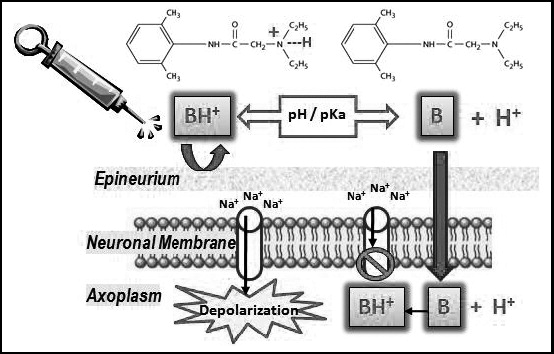 CH₃
O
C₂H₅
+
NH
C
CH₂
N
---H
C₂H₅
CH₃
CH₃
O
C₂H₅
NH
C
CH₂
N
C₂H₅
CH₃
BH⁺
pH / pKa
B + H⁺
Epineurium
Na⁺ Na⁺ Na⁺
Na⁺ Na⁺ Na⁺
Neuronal Membrane
Axoplasm
Depolarization
BH⁺
B + H⁺